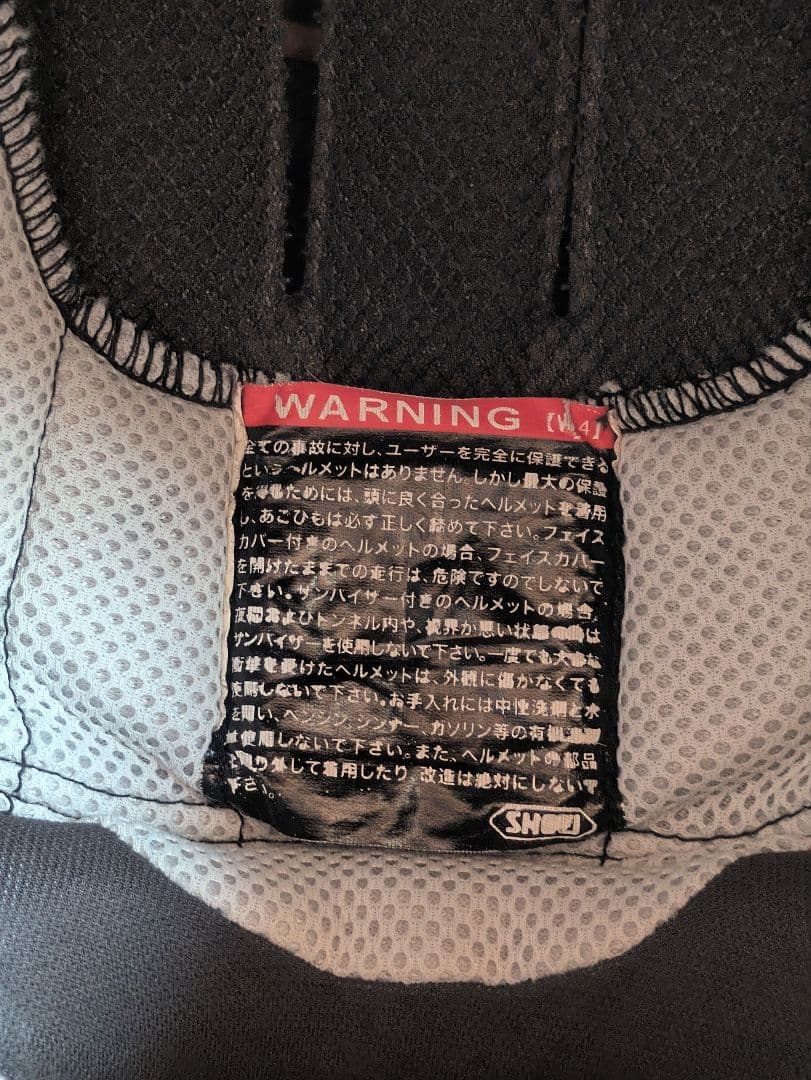 WARNING 【W.4】
全ての事故に対し、ユーザーを完全に保護できる
というヘルメットはありません。しかし最大の保護
を得るためには、頭に良く合ったヘルメットを着用
し、あごひもは必ず正しく締めて下さい。フェイス
カバー付きのヘルメットの場合、フェイスカバー
を開けたままでの走行は、危険ですのでしないで
下さい。サンバイザー付きのヘルメットの場合、
夜間およびトンネル内や、視界が悪い状態の時は
サンバイザーを使用しないで下さい。一度でも大きな
衝撃を受けたヘルメットは、外観に傷がなくても
使用しないで下さい。お手入れには中性洗剤と水
を用い、ベンジン、シンナー、ガソリン等の有機溶剤
は使用しないで下さい。また、ヘルメットの部品
を取り外して着用したり、改造は絶対にしないで
下さい。
SHOEI